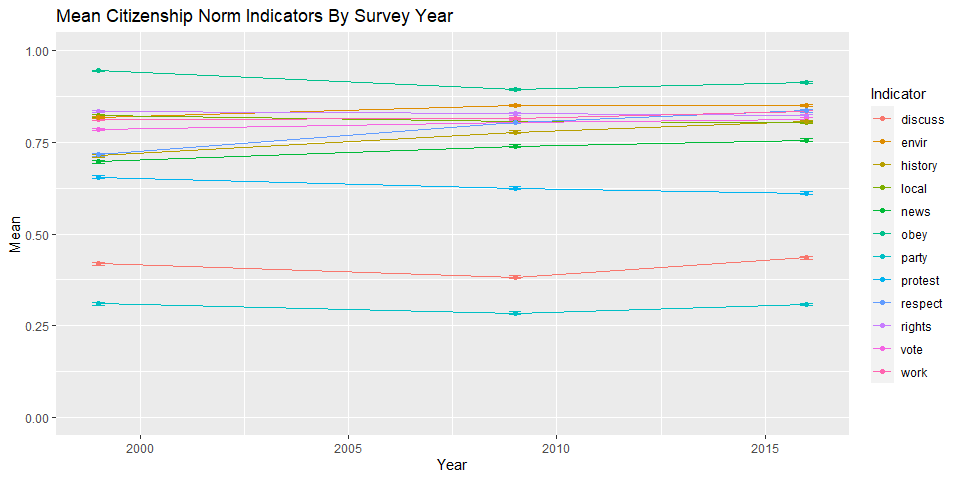 Mean Citizenship Norm Indicators By Survey Year
1.00
0.75
0.50
0.25
0.00
Mean
2000
2005
2010
2015
Year
Indicator
discuss
envir
history
local
news
obey
party
protest
respect
rights
vote
work